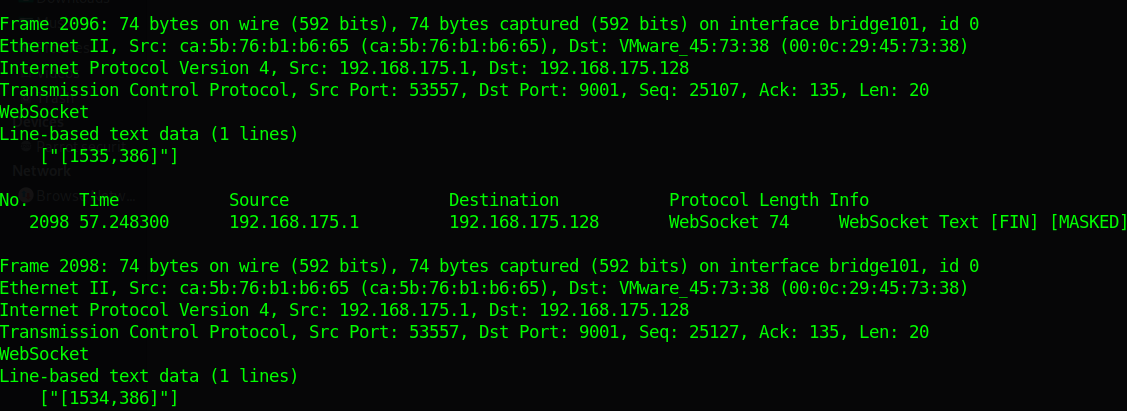 Frame 2096: 74 bytes on wire (592 bits), 74 bytes captured (592 bits) on interface bridge101, id 0
Ethernet II, Src: ca:5b:76:b1:b6:65 (ca:5b:76:b1:b6:65), Dst: VMware_45:73:38 (00:0c:29:45:73:38)
Internet Protocol Version 4, Src: 192.168.175.1, Dst: 192.168.175.128
Transmission Control Protocol, Src Port: 53557, Dst Port: 9001, Seq: 25107, Ack: 135, Len: 20
WebSocket
Line-based text data (1 lines)
["[1535,386]"]
Network
No. Time Source Destination Protocol Length Info
2098 57.248300 192.168.175.1 192.168.175.128 WebSocket 74 WebSocket Text [FIN] [MASKED]
Frame 2098: 74 bytes on wire (592 bits), 74 bytes captured (592 bits) on interface bridge101, id 0
Ethernet II, Src: ca:5b:76:b1:b6:65 (ca:5b:76:b1:b6:65), Dst: VMware_45:73:38 (00:0c:29:45:73:38)
Internet Protocol Version 4, Src: 192.168.175.1, Dst: 192.168.175.128
Transmission Control Protocol, Src Port: 53557, Dst Port: 9001, Seq: 25127, Ack: 135, Len: 20
WebSocket
Line-based text data (1 lines)
["[1534,386]"]